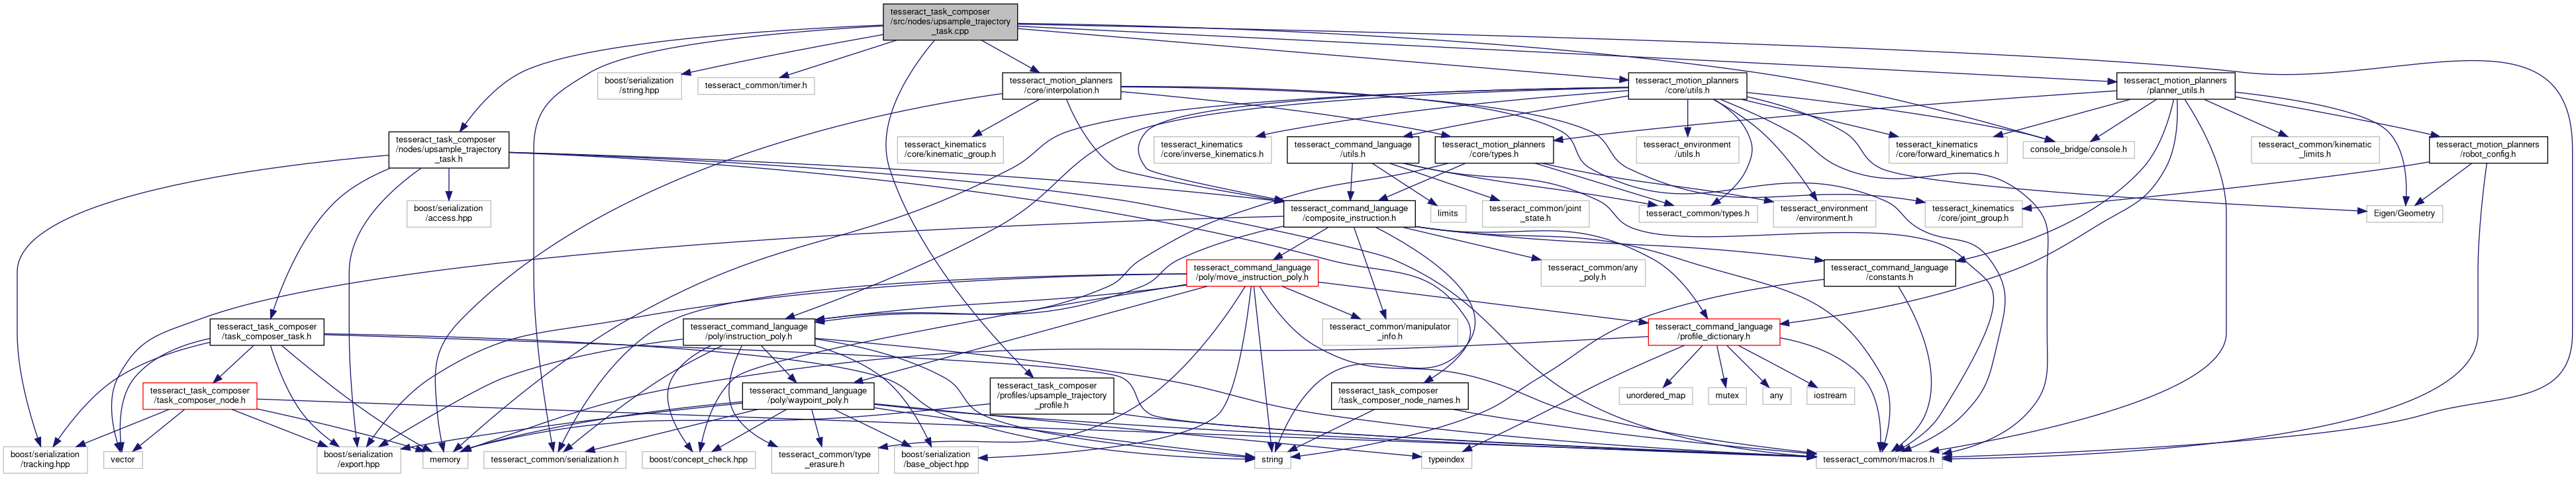 tesseract_task_composer
/src/nodes/upsample_trajectory
_task.cpp
boost/serialization
/string.hpp
tesseract_common/timer.h
tesseract_motion_planners
/core/interpolation.h
tesseract_motion_planners
/core/utils.h
tesseract_motion_planners
/planner_utils.h
tesseract_task_composer
/nodes/upsample_trajectory
_task.h
tesseract_kinematics
/core/kinematic_group.h
tesseract_kinematics
/core/inverse_kinematics.h
tesseract_command_language
/utils.h
tesseract_motion_planners
/core/types.h
tesseract_environment
/utils.h
tesseract_kinematics
/core/forward_kinematics.h
console_bridge/console.h
tesseract_common/kinematic
_limits.h
tesseract_motion_planners
/robot_config.h
boost/serialization
/access.hpp
tesseract_command_language
/composite_instruction.h
limits
tesseract_common/joint
_state.h
tesseract_common/types.h
tesseract_environment
/environment.h
tesseract_kinematics
/core/joint_group.h
Eigen/Geometry
tesseract_command_language
/poly/move_instruction_poly.h
tesseract_common/any
_poly.h
tesseract_command_language
/constants.h
tesseract_task_composer
/task_composer_task.h
tesseract_command_language
/poly/instruction_poly.h
tesseract_common/manipulator
_info.h
tesseract_command_language
/profile_dictionary.h
tesseract_task_composer
/task_composer_node.h
tesseract_command_language
/poly/waypoint_poly.h
tesseract_task_composer
/profiles/upsample_trajectory
_profile.h
tesseract_task_composer
/task_composer_node_names.h
unordered_map
mutex
any
iostream
boost/serialization
/tracking.hpp
vector
boost/serialization
/export.hpp
memory
tesseract_common/serialization.h
boost/concept_check.hpp
tesseract_common/type
_erasure.h
boost/serialization
/base_object.hpp
string
typeindex
tesseract_common/macros.h